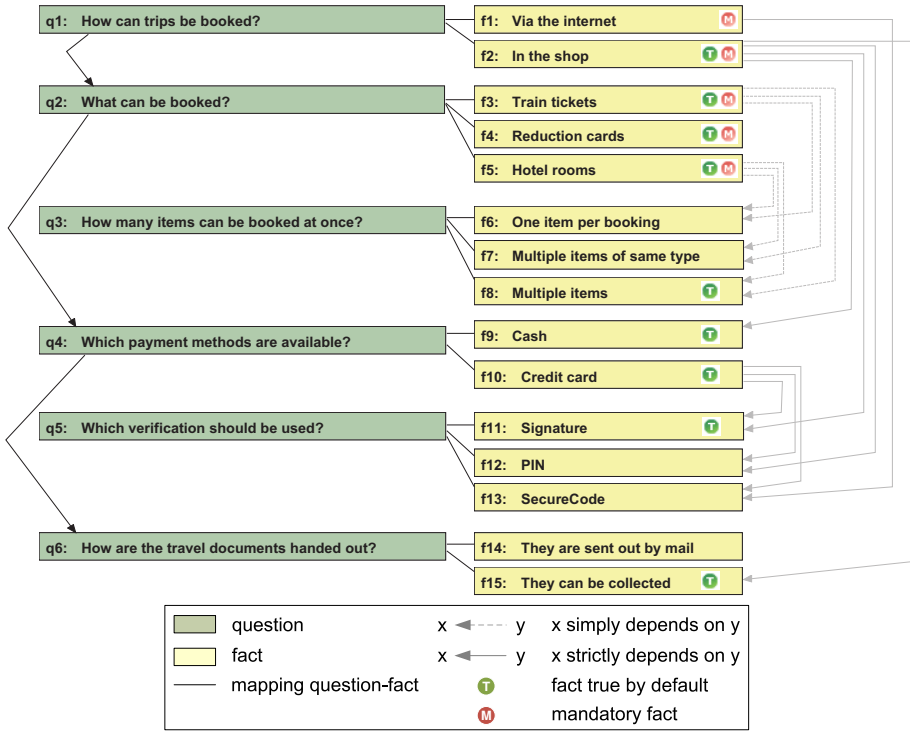 q1: How can trips be booked?
f1: Via the internet M
f2: In the shop T M
q2: What can be booked?
f3: Train tickets T M
f4: Reduction cards T M
f5: Hotel rooms T M
q3: How many items can be booked at once?
f6: One item per booking
f7: Multiple items of same type
f8: Multiple items T
q4: Which payment methods are available?
f9: Cash T
f10: Credit card T
q5: Which verification should be used?
f11: Signature T
f12: PIN
f13: SecureCode
q6: How are the travel documents handed out?
f14: They are sent out by mail
f15: They can be collected T
question x y x simply depends on y
fact x y x strictly depends on y
mapping question-fact T fact true by default
M mandatory fact